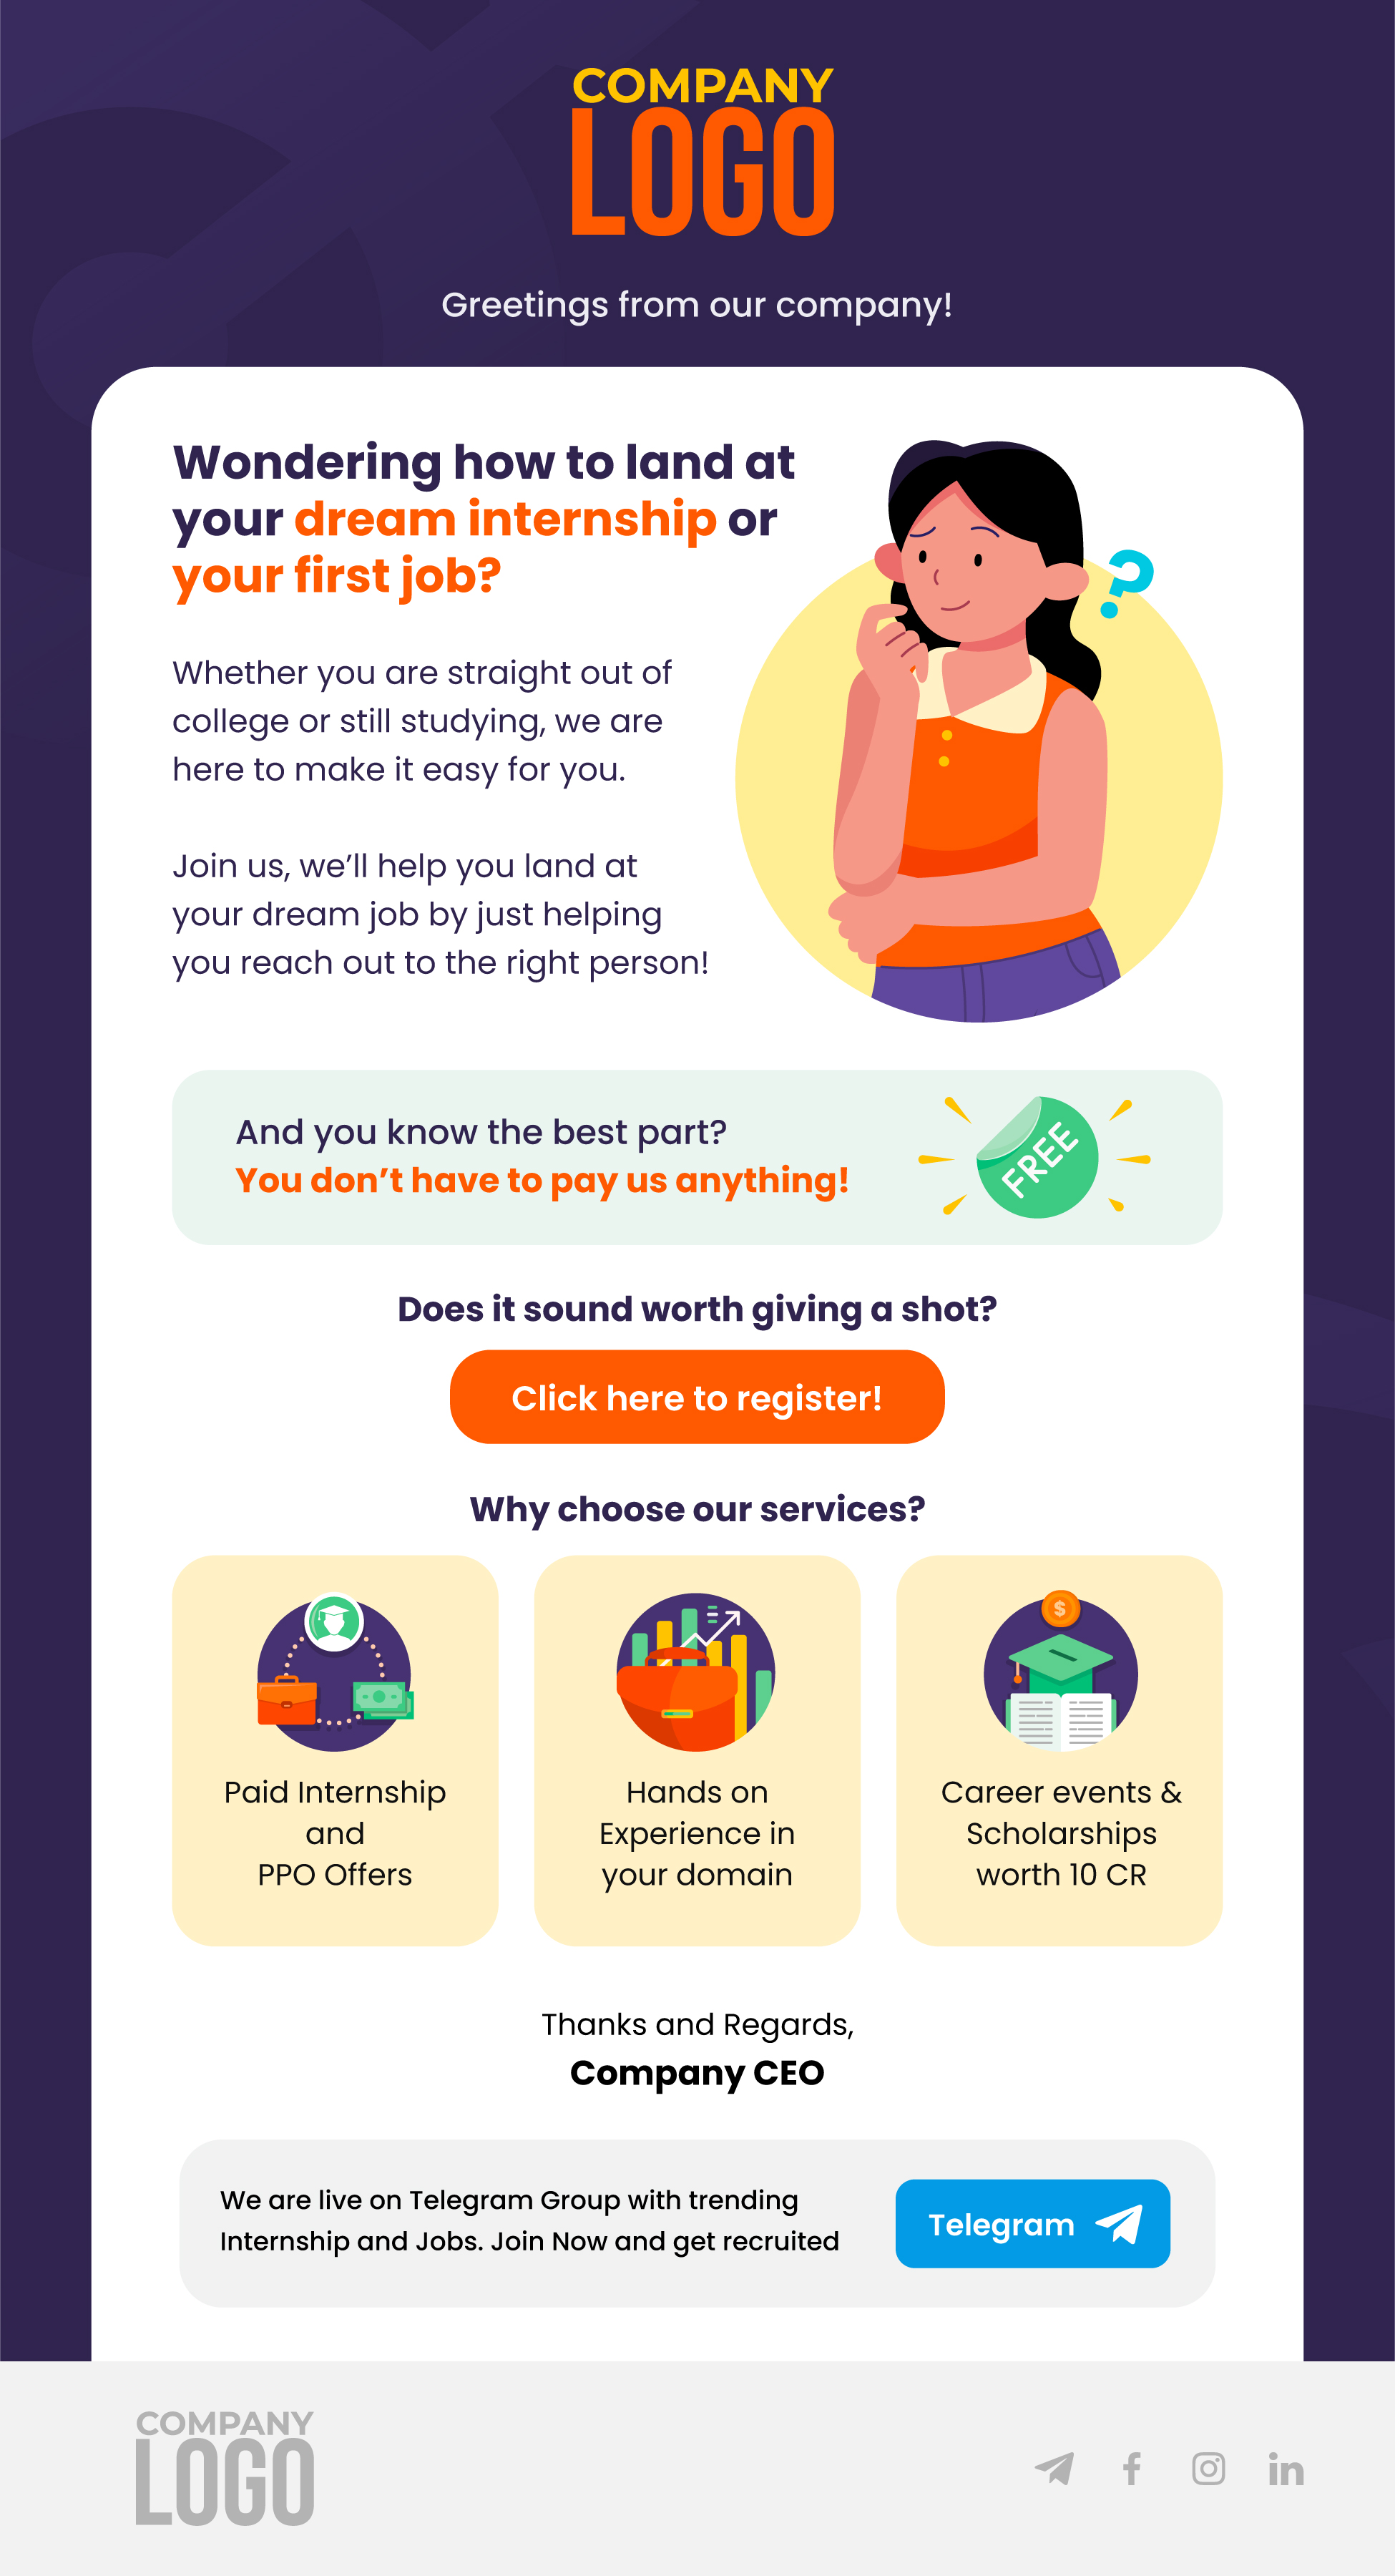 COMPANY
LOGO
Greetings from our company!
Wondering how to land at
your dream internship or
your first job?
?
Whether you are straight out of
college or still studying, we are
here to make it easy for you.
Join us, we’ll help you land at
your dream job by just helping
you reach out to the right person!
And you know the best part?
You don’t have to pay us anything!
FREE
Does it sound worth giving a shot?
Click here to register!
Why choose our services?
Paid Internship
and
PPO Offers
Hands on
Experience in
your domain
$
Career events &
Scholarships
worth 10 CR
Thanks and Regards,
Company CEO
We are live on Telegram Group with trending
Internship and Jobs. Join Now and get recruited
Telegram
COMPANY
LOGO
f
in